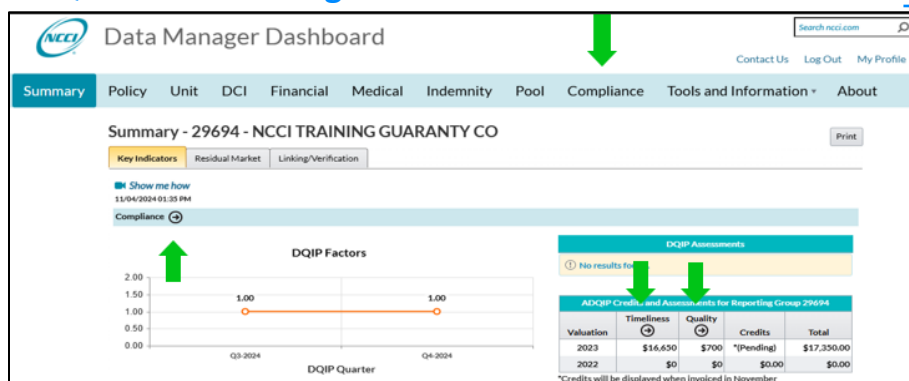 NCCI
Data Manager Dashboard
Search ncci.com
Contact Us Log Out My Profile
Summary Policy Unit DCI Financial Medical Indemnity Pool Compliance Tools and Information About
Summary - 29694 - NCCI TRAINING GUARANTY CO
Print
Key Indicators Residual Market Linking/Verification
Show me how
11/04/2024 01:35 PM
Compliance
DQIP Factors
2.00
1.50
1.00
0.50
0.00
1.00 1.00
Q3-2024 Q4-2024
DQIP Quarter
DQIP Assessments
No results
ADQIP Credits and Assessments for Reporting Group 29694
Valuation Timeliness Quality Credits Total
2023 $16,650 $700 *(Pending) $17,350.00
2022 $0 $0 $0.00 $0.00
*Credits will be displayed when invoiced in November